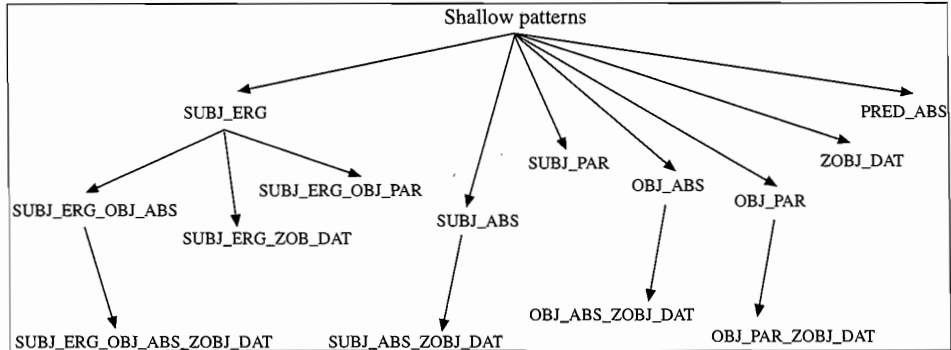 Shallow patterns
SUBJ_ERG
PRED_ABS
SUBJ_PAR
ZOBJ_DAT
SUBJ_ERG_OBJ_PAR
OBJ_ABS
SUBJ_ERG_OBJ_ABS
SUBJ_ABS
OBJ_PAR
SUBJ_ERG_ZOB_DAT
SUBJ_ERG_OBJ_ABS_ZOBJ_DAT
SUBJ_ABS_ZOBJ_DAT
OBJ_ABS_ZOBJ_DAT
OBJ_PAR_ZOBJ_DAT